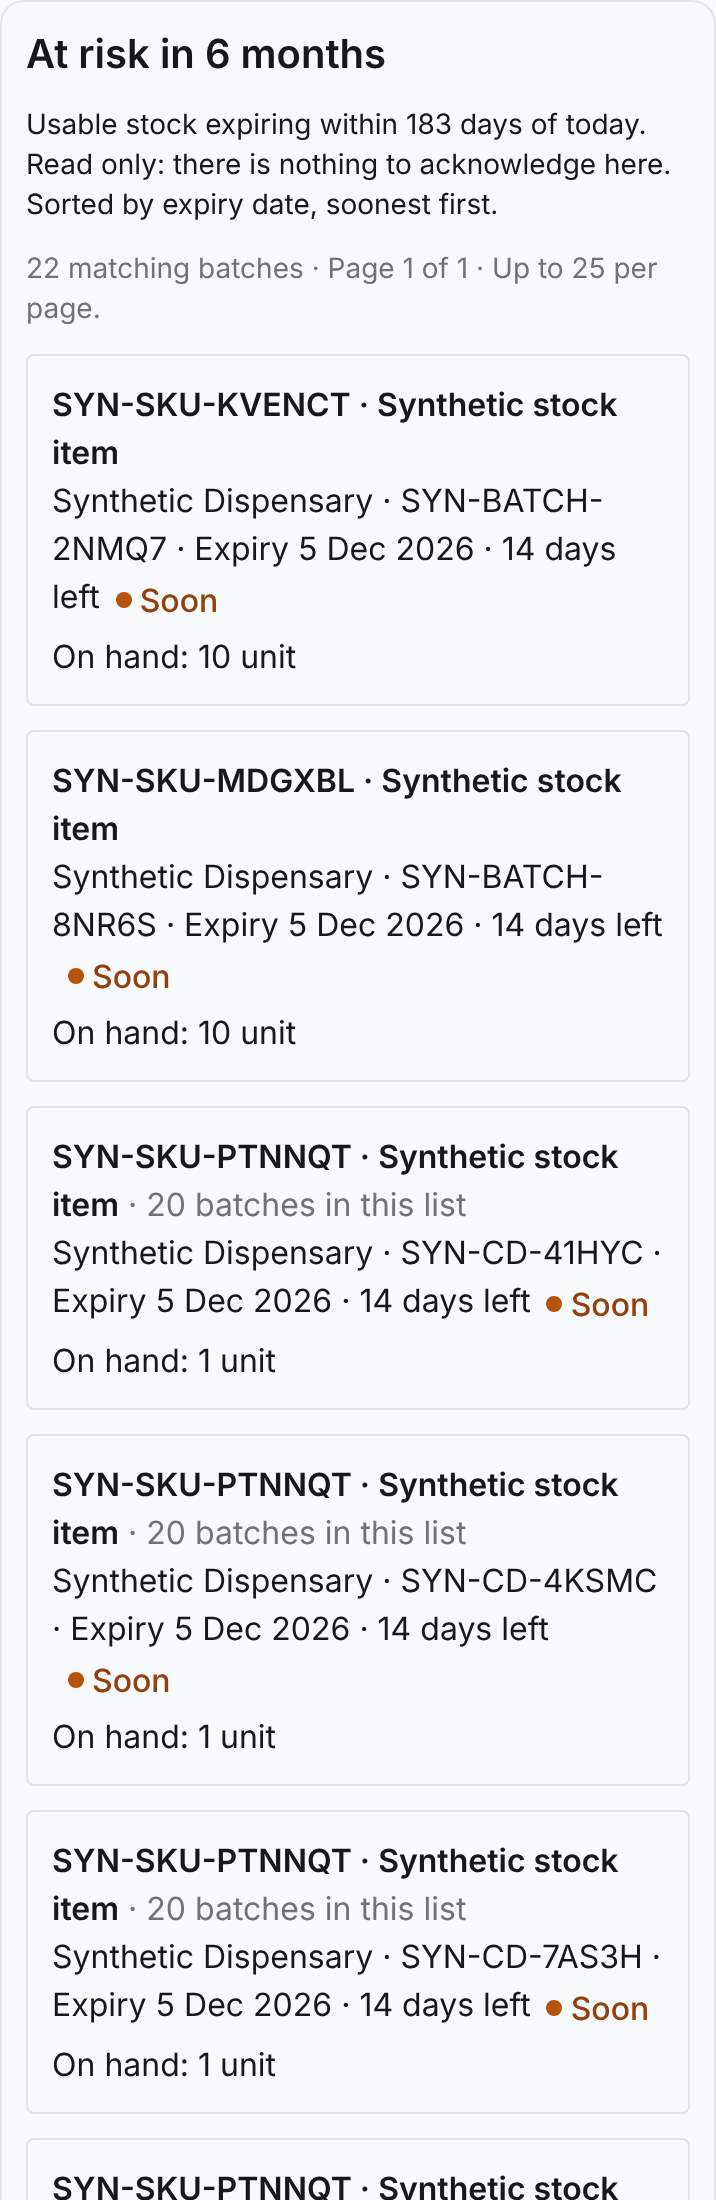 At risk in 6 months
Usable stock expiring within 183 days of today.
Read only: there is nothing to acknowledge here.
Sorted by expiry date, soonest first.
22 matching batches · Page 1 of 1 · Up to 25 per
page.
SYN-SKU-KVENCT · Synthetic stock
item
Synthetic Dispensary · SYN-BATCH-
2NMQ7 · Expiry 5 Dec 2026 · 14 days
left ● Soon
On hand: 10 unit
SYN-SKU-MDGXBL · Synthetic stock
item
Synthetic Dispensary · SYN-BATCH-
8NR6S · Expiry 5 Dec 2026 · 14 days left
● Soon
On hand: 10 unit
SYN-SKU-PTNNQT · Synthetic stock
item · 20 batches in this list
Synthetic Dispensary · SYN-CD-41HYC ·
Expiry 5 Dec 2026 · 14 days left ● Soon
On hand: 1 unit
SYN-SKU-PTNNQT · Synthetic stock
item · 20 batches in this list
Synthetic Dispensary · SYN-CD-4KSMC
· Expiry 5 Dec 2026 · 14 days left
● Soon
On hand: 1 unit
SYN-SKU-PTNNQT · Synthetic stock
item · 20 batches in this list
Synthetic Dispensary · SYN-CD-7AS3H ·
Expiry 5 Dec 2026 · 14 days left ● Soon
On hand: 1 unit
SYN-SKU-PTNNQT · Synthetic stock